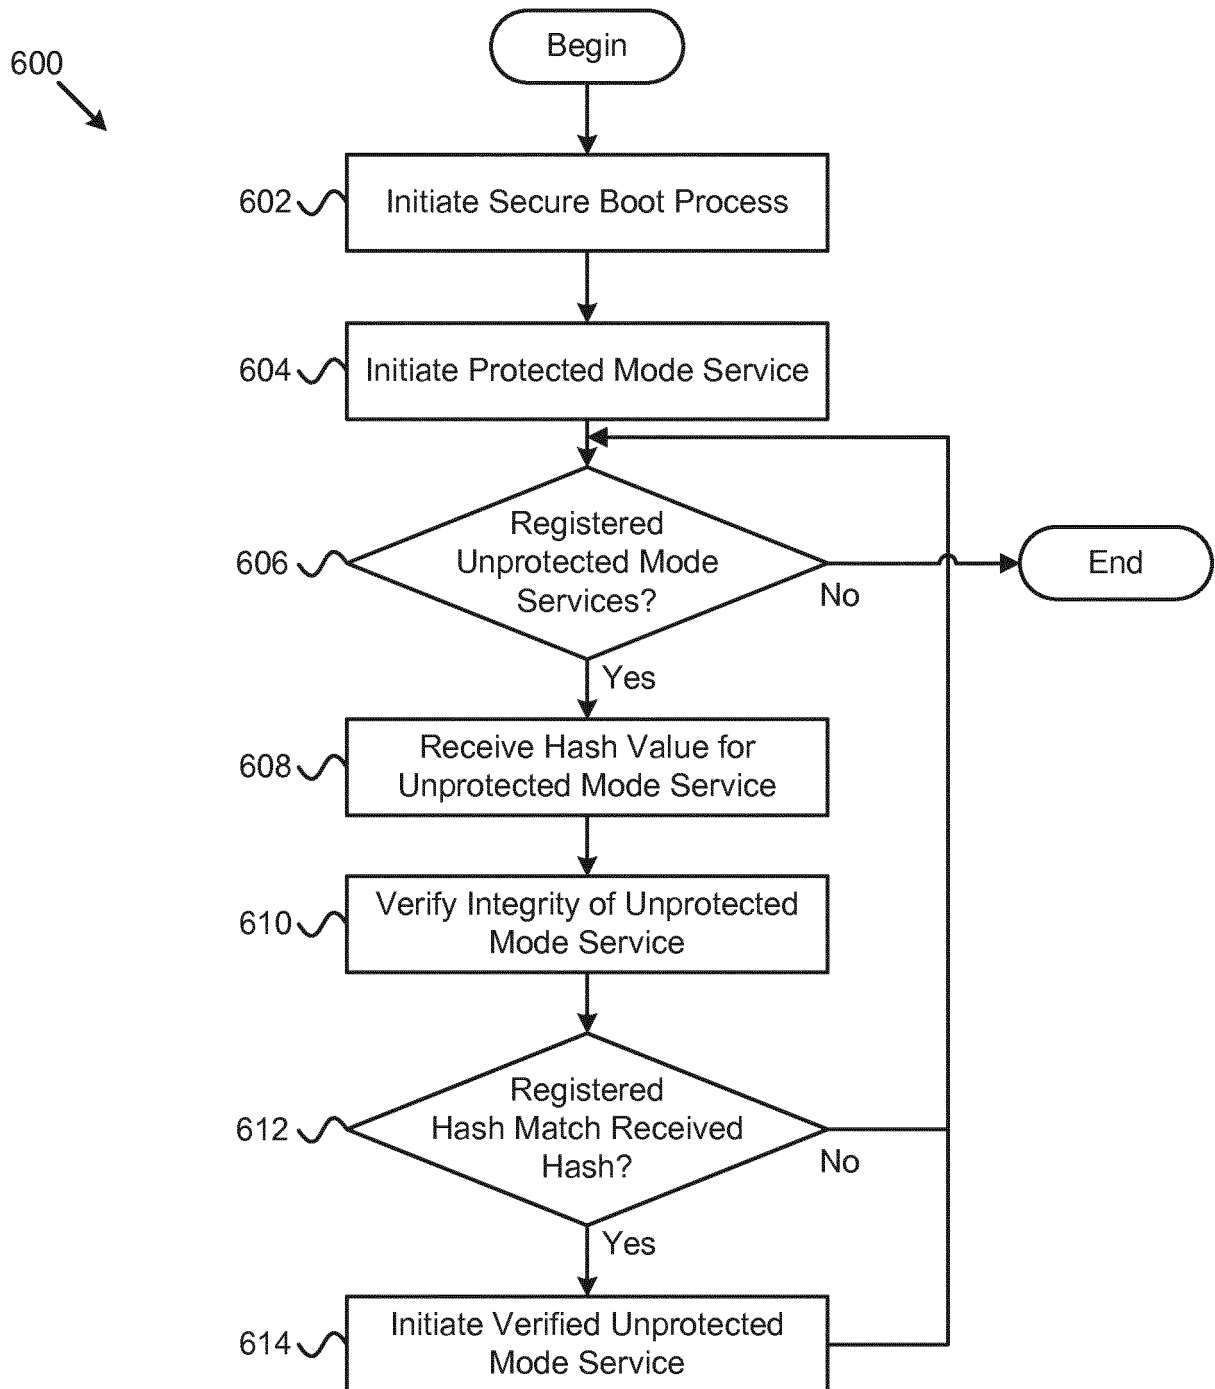 600
Begin
602
Initiate Secure Boot Process
604
Initiate Protected Mode Service
606
Registered
Unprotected Mode
Services?
No
End
Yes
608
Receive Hash Value for
Unprotected Mode Service
610
Verify Integrity of Unprotected
Mode Service
612
Registered
Hash Match Received
Hash?
No
Yes
614
Initiate Verified Unprotected
Mode Service